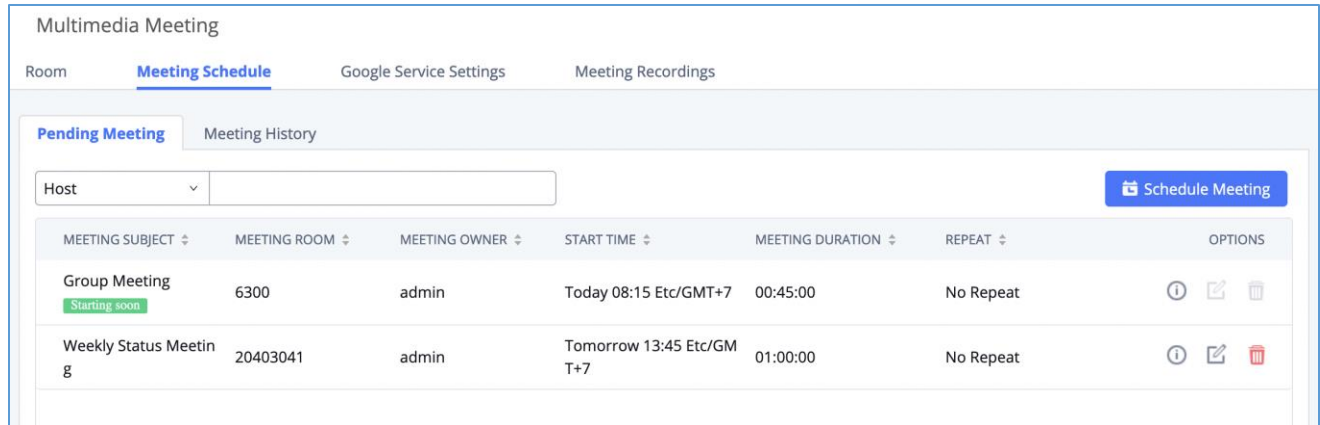 Multimedia Meeting
Room Meeting Schedule Google Service Settings Meeting Recordings
Pending Meeting Meeting History
Host Schedule Meeting
MEETING SUBJECT MEETING ROOM MEETING OWNER START TIME MEETING DURATION REPEAT OPTIONS
Group Meeting
Starting soon
6300 admin Today 08:15 Etc/GMT+7 00:45:00 No Repeat
Weekly Status Meetin
g
20403041 admin
Tomorrow 13:45 Etc/GM
T+7
01:00:00 No Repeat